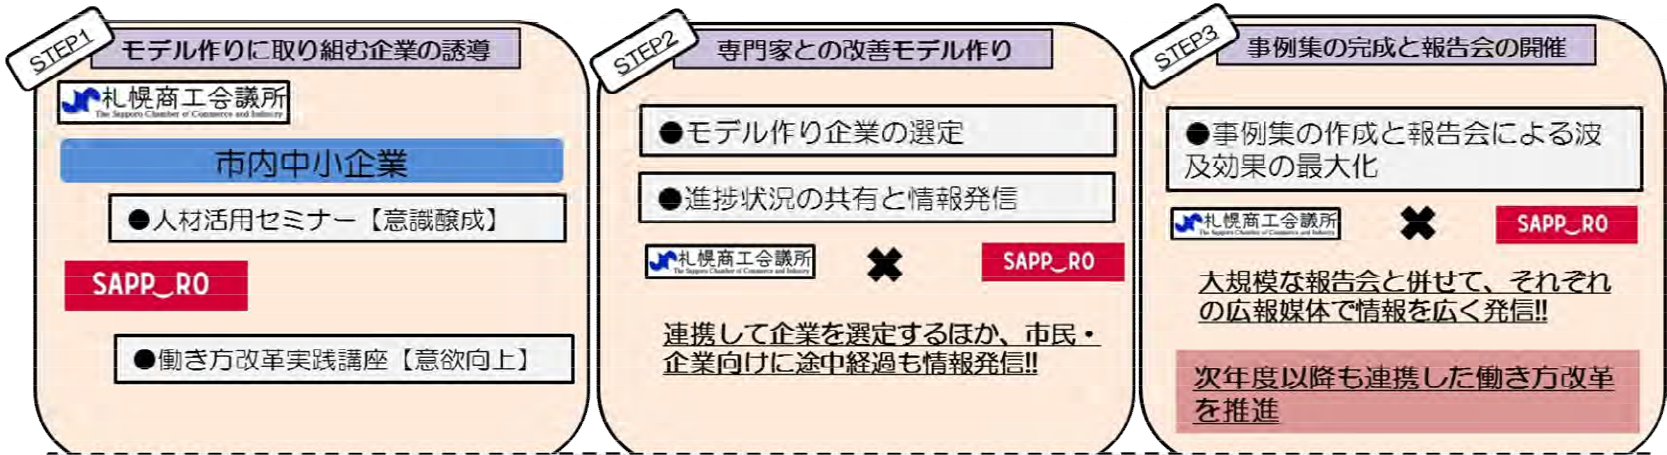 STEP1
モデル作りに取り組む企業の誘導
札幌商工会議所
The Sapporo Chamber of Commerce and Industry
市内中小企業
●人材活用セミナー【意識醸成】
SAPP_RO
●働き方改革実践講座【意欲向上】
STEP2
専門家との改善モデル作り
●モデル作り企業の選定
●進捗状況の共有と情報発信
札幌商工会議所
The Sapporo Chamber of Commerce and Industry
✖
SAPP_RO
連携して企業を選定するほか、市民・
企業向けに途中経過も情報発信!!
STEP3
事例集の完成と報告会の開催
●事例集の作成と報告会による波
及効果の最大化
札幌商工会議所
The Sapporo Chamber of Commerce and Industry
✖
SAPP_RO
大規模な報告会と併せて、それぞれ
の広報媒体で情報を広く発信!!
次年度以降も連携した働き方改革
を推進